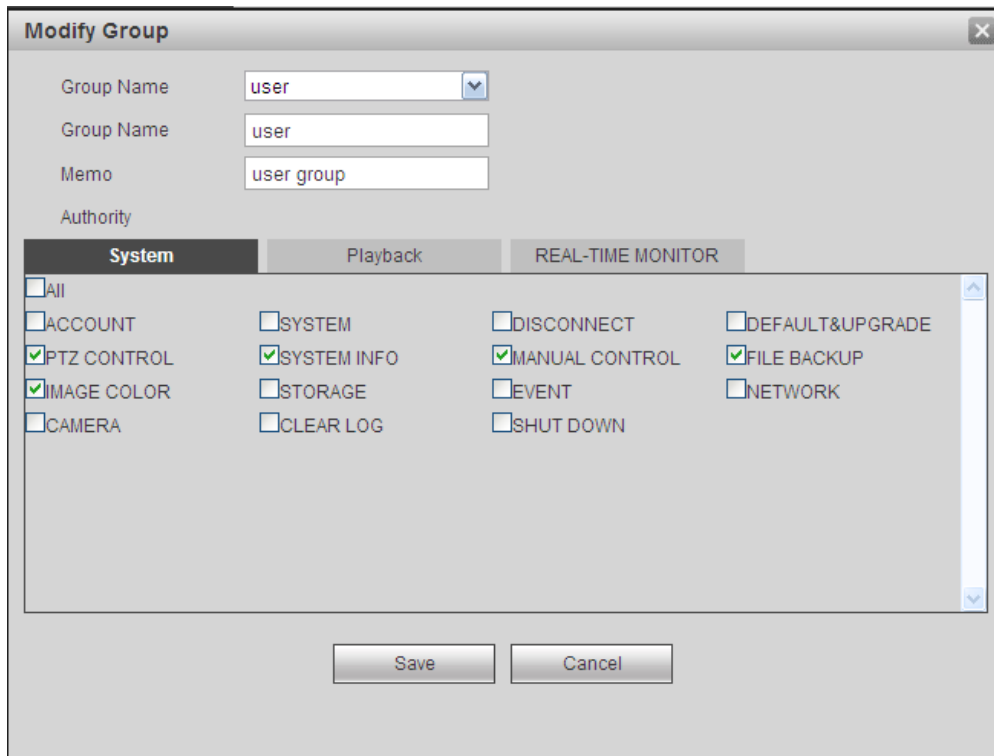 Modify Group
Group Name user
Group Name user
Memo user group
Authority
System Playback REAL-TIME MONITOR
All
ACCOUNT SYSTEM DISCONNECT DEFAULT&UPGRADE
PTZ CONTROL SYSTEM INFO MANUAL CONTROL FILE BACKUP
IMAGE COLOR STORAGE EVENT NETWORK
CAMERA CLEAR LOG SHUT DOWN
Save Cancel